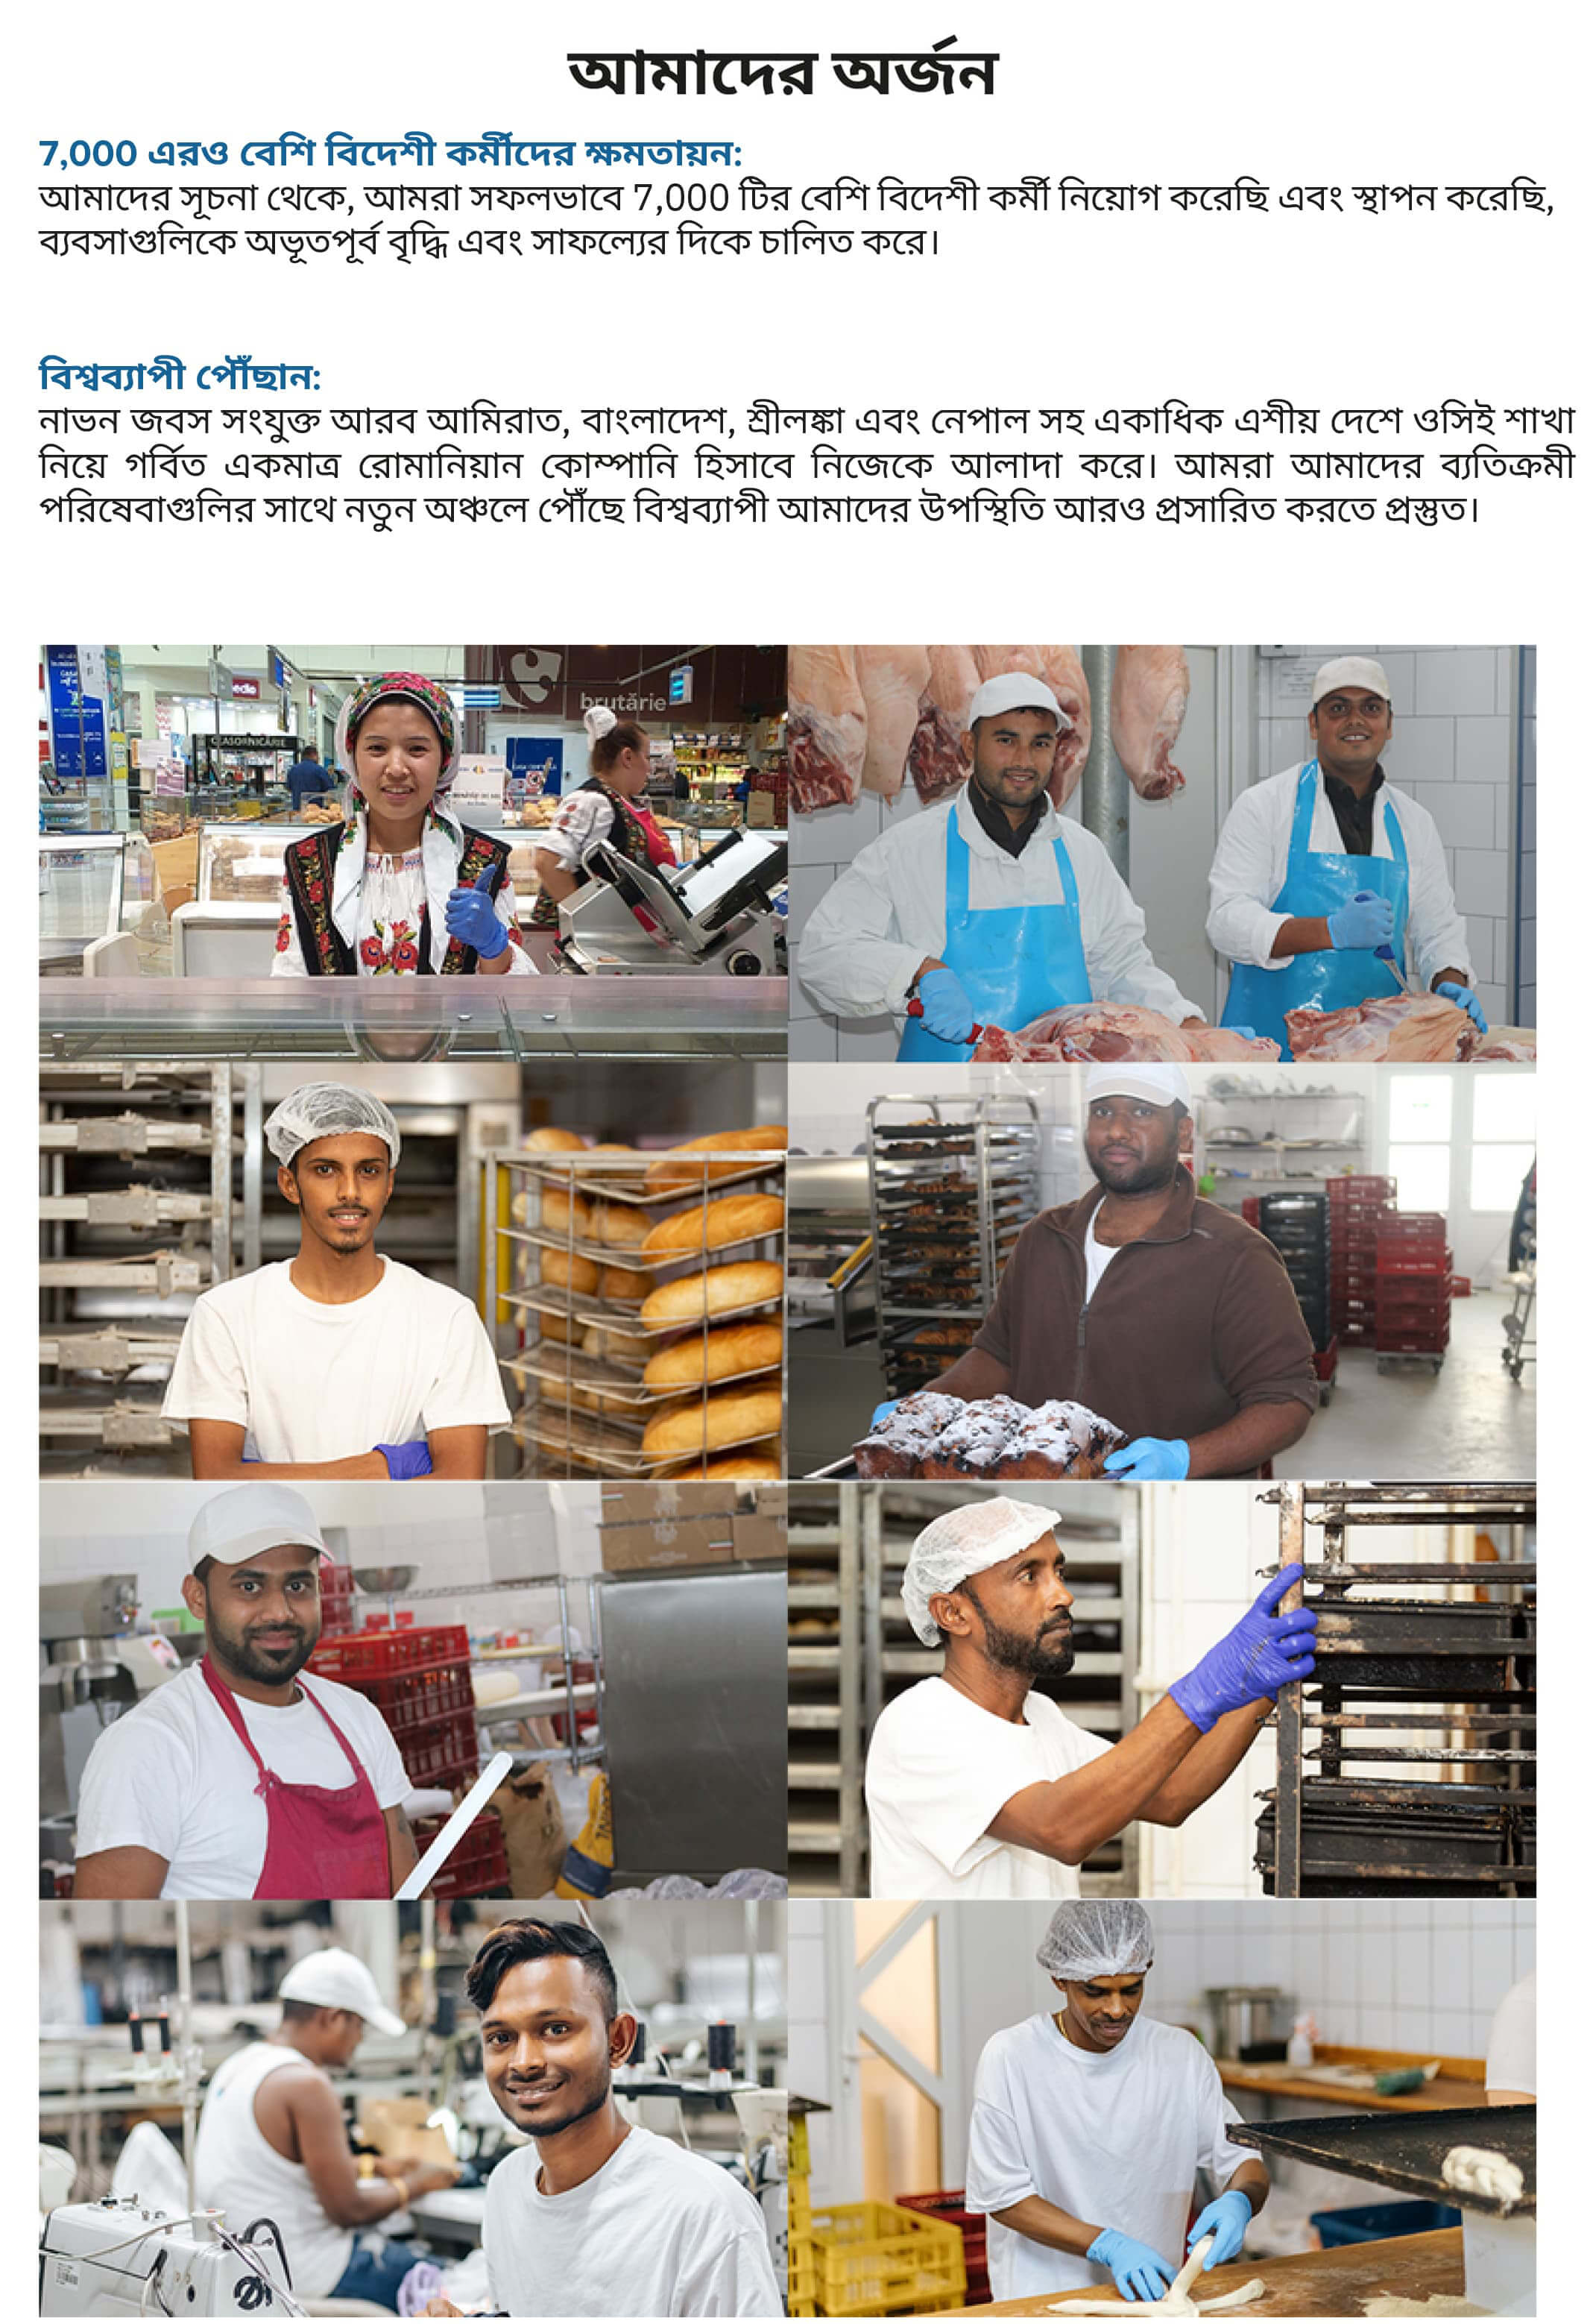 আমাদের অর্জন
7,000 এরও বেশি বিদেশী কর্মীদের ক্ষমতায়ন:
আমাদের সূচনা থেকে, আমরা সফলভাবে 7,000 টির বেশি বিদেশী কর্মী নিয়োগ করেছি এবং স্থাপন করেছি,
ব্যবসাগুলিকে অভূতপূর্ব বৃদ্ধি এবং সাফল্যের দিকে চালিত করে।
বিশ্বব্যাপী পৌঁছান:
নাভন জবস সংযুক্ত আরব আমিরাত, বাংলাদেশ, শ্রীলঙ্কা এবং নেপাল সহ একাধিক এশীয় দেশে ওসিই শাখা
নিয়ে গর্বিত একমাত্র রোমানিয়ান কোম্পানি হিসাবে নিজেকে আলাদা করে। আমরা আমাদের ব্যতিক্রমী
পরিষেবাগুলির সাথে নতুন অঞ্চলে পৌঁছে বিশ্বব্যাপী আমাদের উপস্থিতি আরও প্রসারিত করতে প্রস্তুত।
brutărie
CEASORNICĂRIE